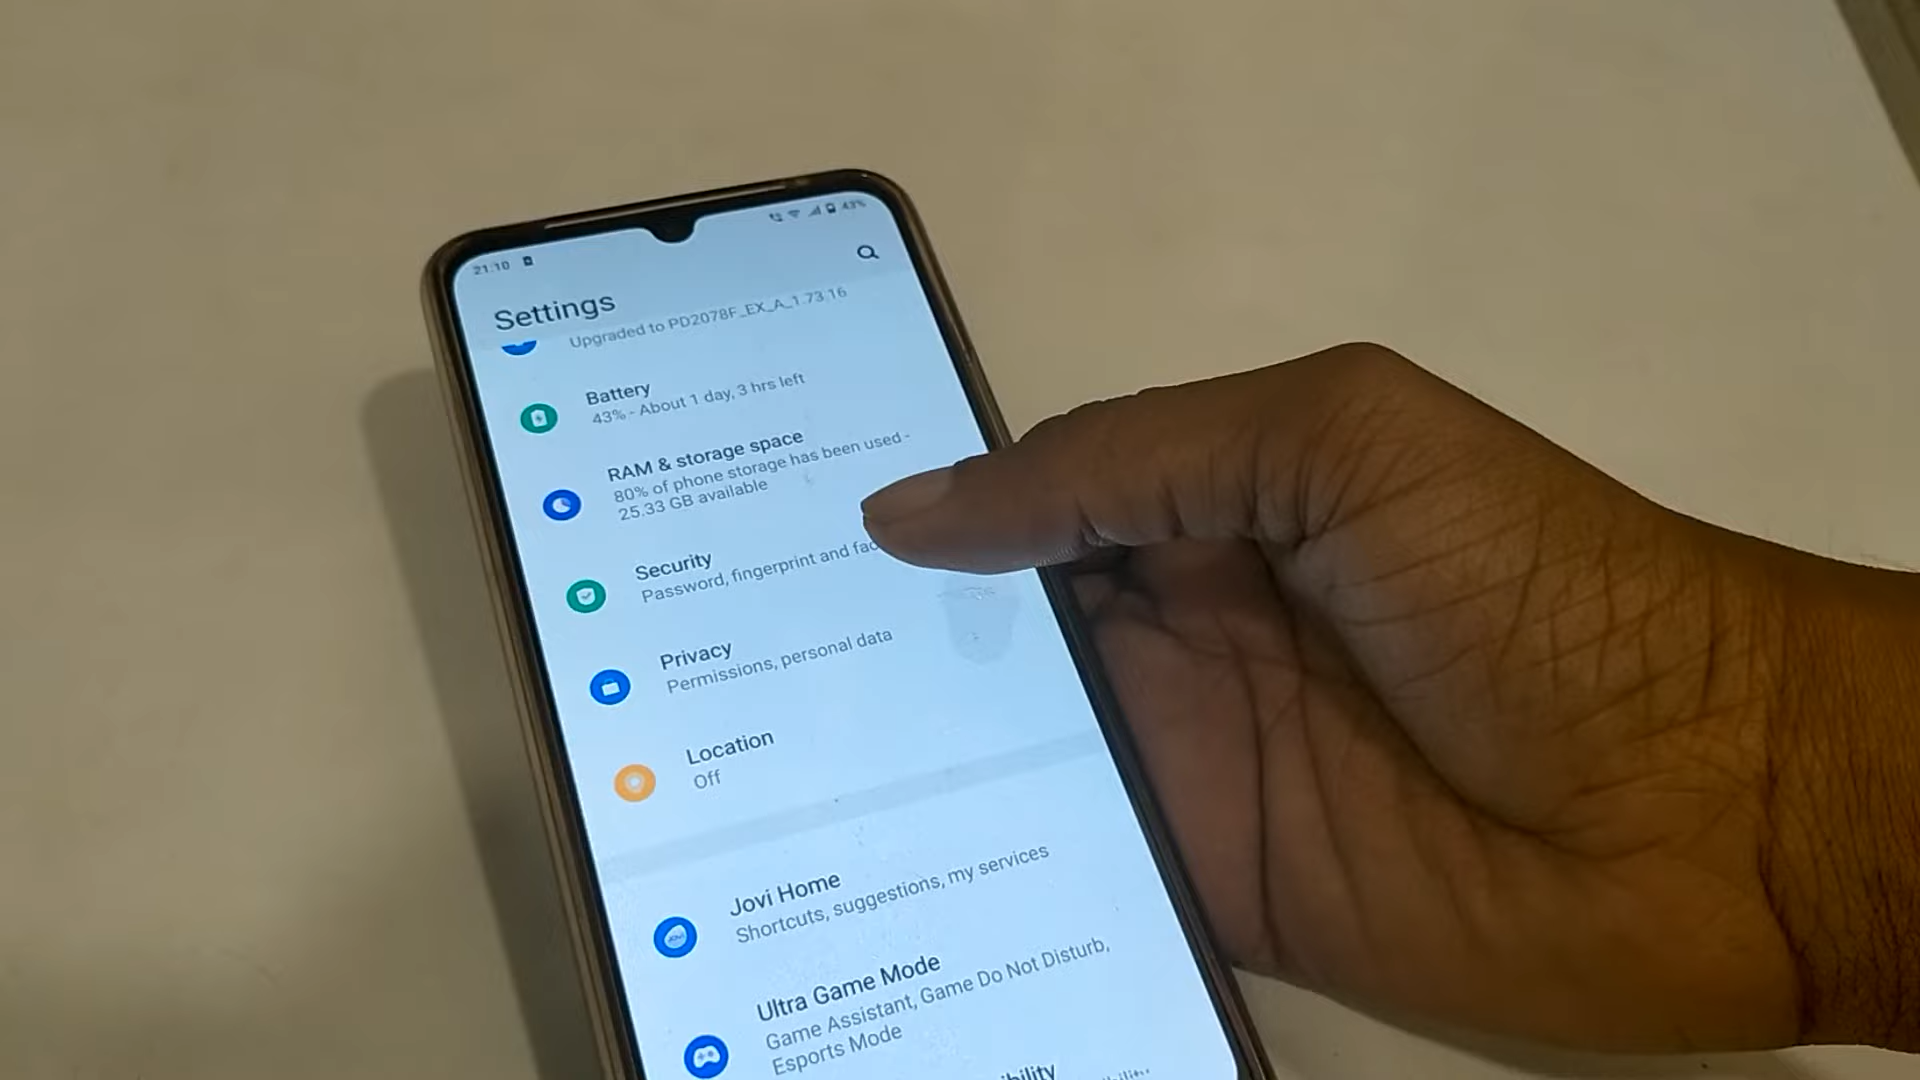 21:10
43%
Settings
Upgraded to PD2078F_EX_A_1.73.16
Battery
43% - About 1 day, 3 hrs left
RAM & storage space
80% of phone storage has been used -
25.33 GB available
Security
Password, fingerprint and fac
Privacy
Permissions, personal data
Location
Off
Jovi Home
Shortcuts, suggestions, my services
JOVI
Ultra Game Mode
Game Assistant, Game Do Not Disturb,
Esports Mode
ibility